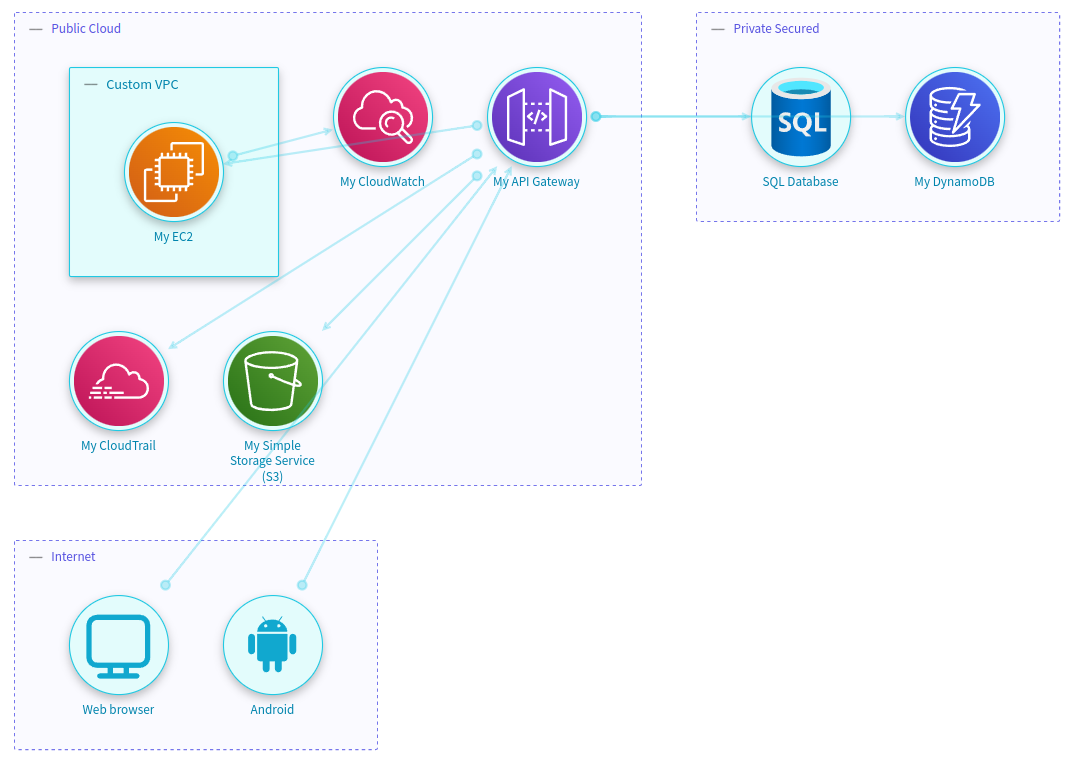 Public Cloud
Private Secured
Custom VPC
</>
SQL
My CloudWatch
My API Gateway
SQL Database
My DynamoDB
My EC2
My CloudTrail
My Simple
Storage Service
(S3)
Internet
Web browser
Android